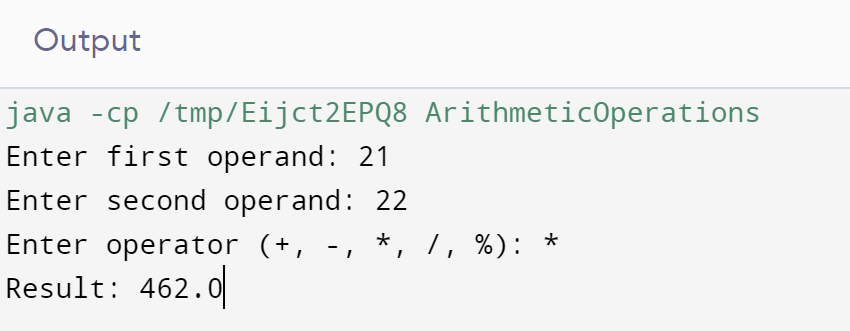 Output
java -cp /tmp/Eijct2EPQ8 ArithmeticOperations
Enter first operand: 21
Enter second operand: 22
Enter operator (+, -, *, /, %): *
Result: 462.0